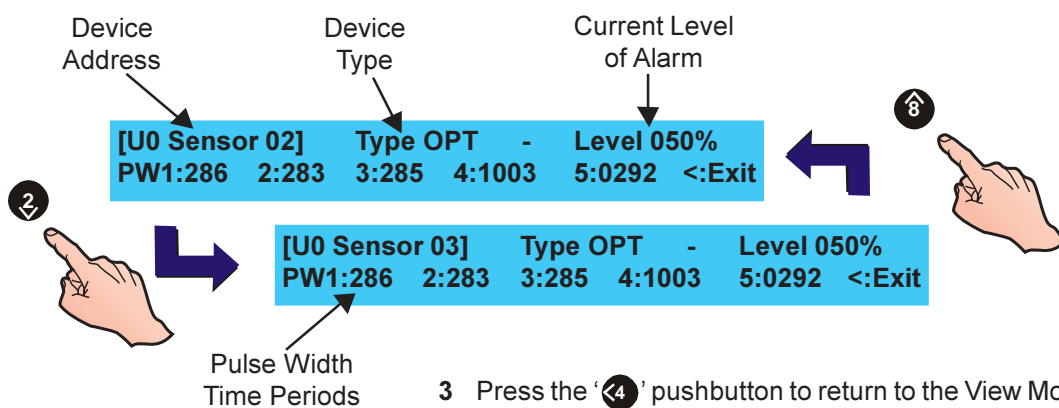 Device Address
Device Type
Current Level of Alarm
8
[U0 Sensor 02] Type OPT - Level 050%
PW1:286 2:283 3:285 4:1003 5:0292 <:Exit
2
[U0 Sensor 03] Type OPT - Level 050%
PW1:286 2:283 3:285 4:1003 5:0292 <:Exit
Pulse Width Time Periods
3 Press the ‘<4’ pushbutton to return to the View Mo